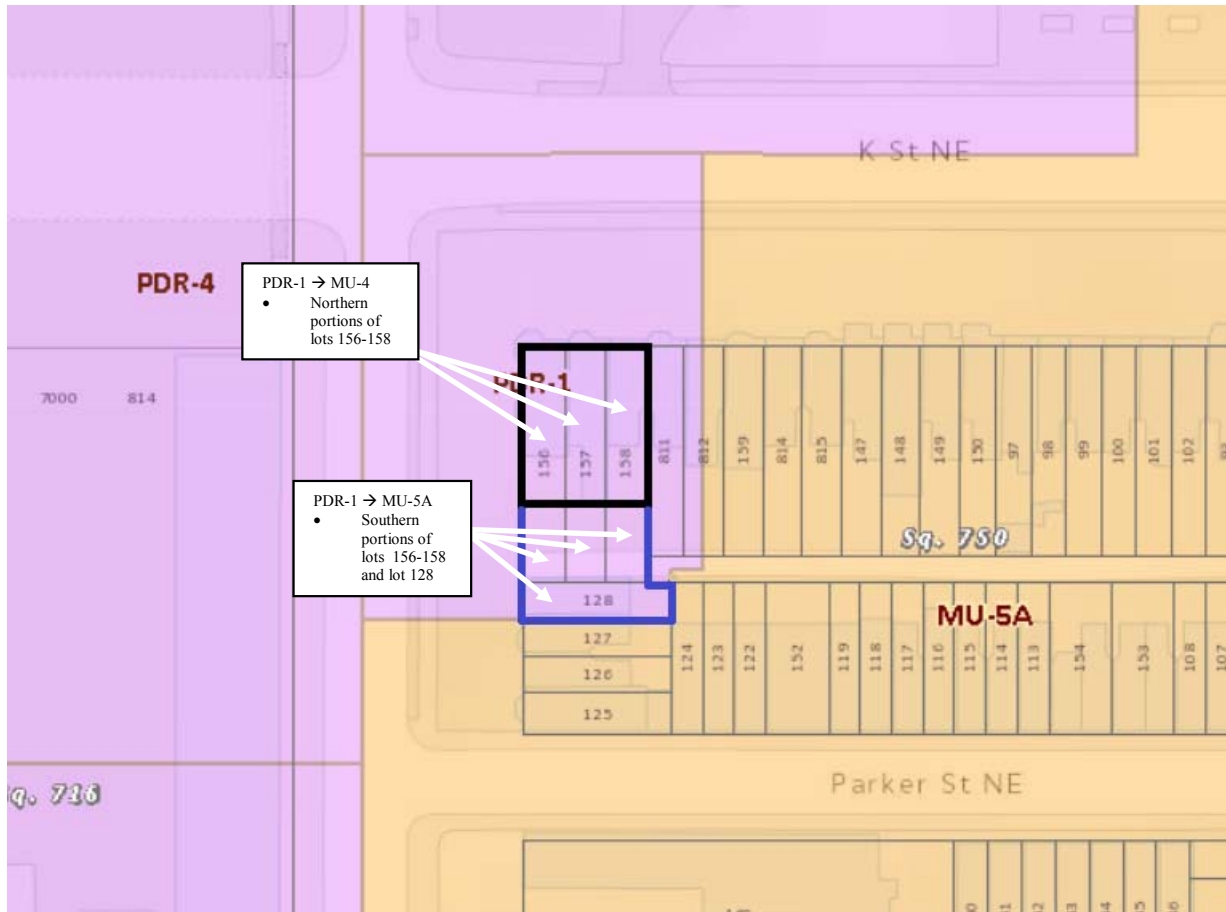 K St NE
PDR-4
PDR-1 → MU-4
• Northern
portions of
lots 156-158
PDR-1
7000 814
156 157 158 811 812 159 814 815 147 148 149 150 97 98 99 100 101 102
PDR-1 → MU-5A
• Southern
portions of
lots 156-158
and lot 128
Sq. 750
128
MU-5A
127
126
125
124 123 122 152 119 118 117 116 115 114 113 154 153 108 107
Parker St NE
q. 716